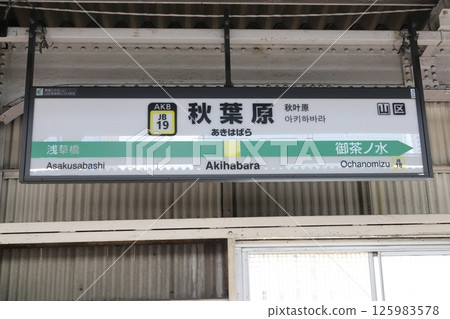 AKB
JB
19
秋葉原
あきはばら
秋叶原
아키하바라
山区
浅草橋
Asakusabashi
Akihabara
御茶ノ水
Ochanomizu
pixta.jp - 125983578